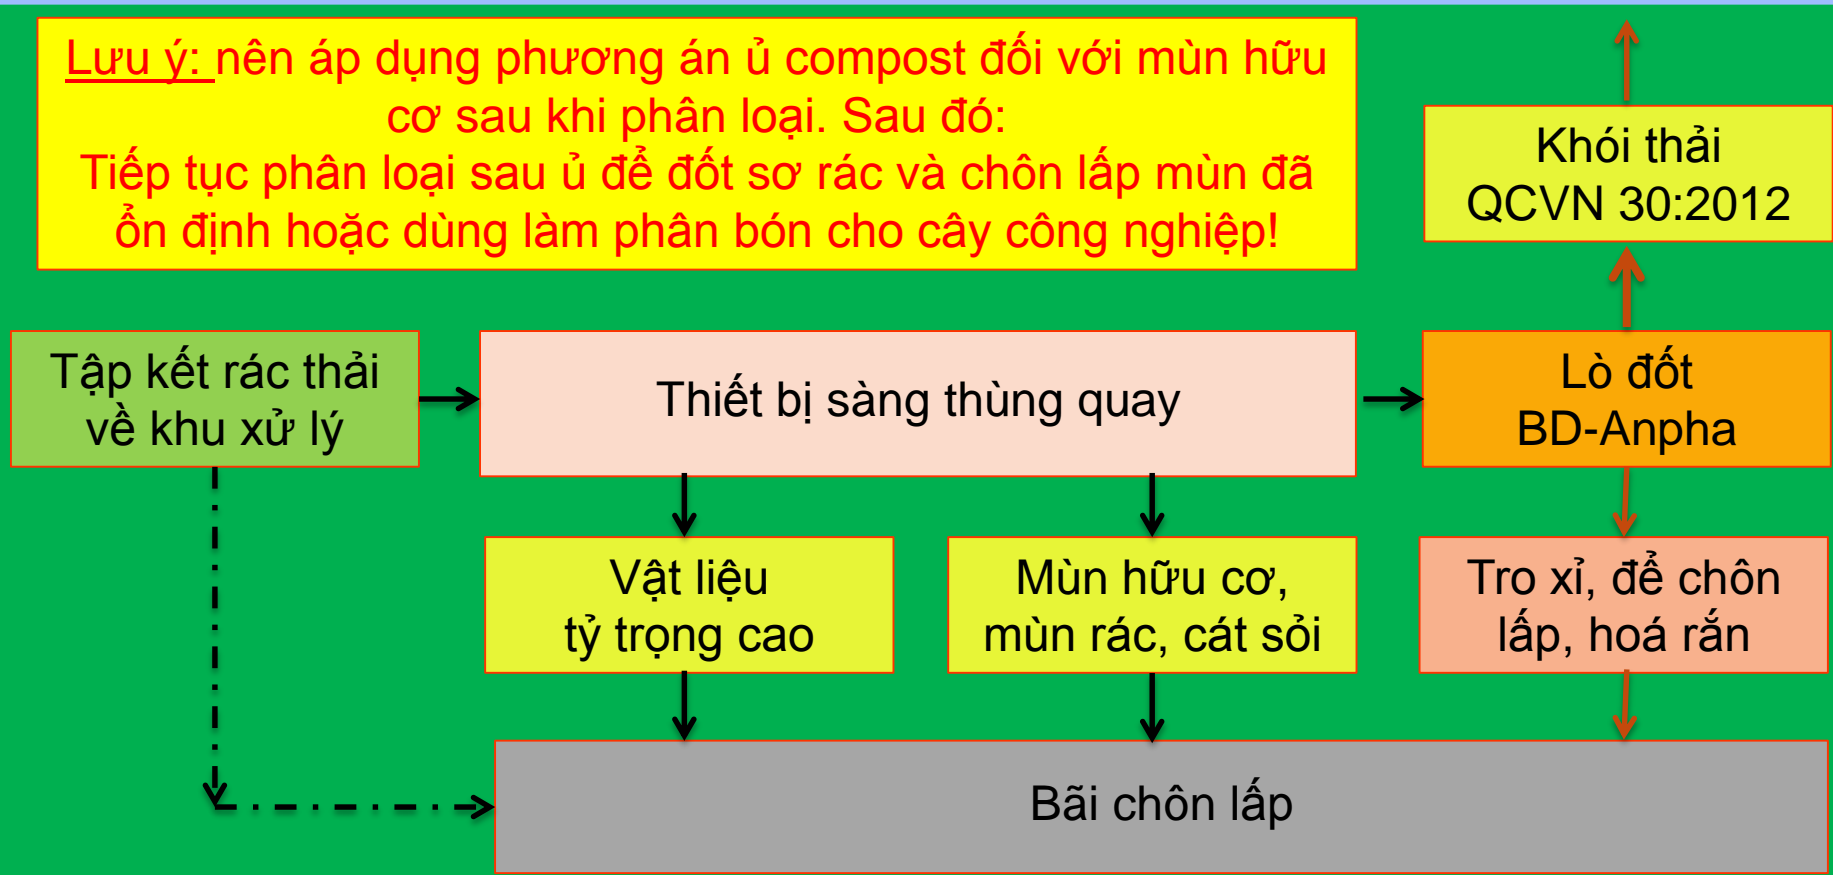 Lưu ý: nên áp dụng phương án ủ compost đối với mùn hữu
cơ sau khi phân loại. Sau đó:
Tiếp tục phân loại sau ủ để đốt sơ rác và chôn lấp mùn đã
ổn định hoặc dùng làm phân bón cho cây công nghiệp!
Khói thải
QCVN 30:2012
Tập kết rác thải
về khu xử lý
Thiết bị sàng thùng quay
Lò đốt
BD-Anpha
Vật liệu
tỷ trọng cao
Mùn hữu cơ,
mùn rác, cát sỏi
Tro xỉ, để chôn
lấp, hoá rắn
Bãi chôn lấp